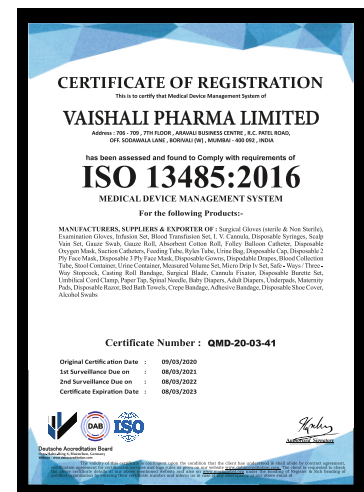 CERTIFICATE OF REGISTRATION
This is to certify that Medical Device Management System of
VAISHALI PHARMA LIMITED
Address : 706 - 709 , 7TH FLOOR , ARAVALI BUSINESS CENTRE , R.C. PATEL ROAD,
OFF. SODAWALA LANE , BORIVALI (W) , MUMBAI - 400 092 , INDIA
has been assessed and found to Comply with requirements of
ISO 13485:2016
MEDICAL DEVICE MANAGEMENT SYSTEM
For the following Products:-
MANUFACTURERS, SUPPLIERS & EXPORTER OF : Surgical Gloves (sterile & Non Sterile),
Examination Gloves, Infusion Set, Blood Transfusion Set, I. V. Cannula, Disposable Syringes, Scalp
Vain Set, Gauze Swab, Gauze Roll, Absorbent Cotton Roll, Folley Balloon Catheter, Disposable
Oxygen Mask, Suction Catheters, Feeding Tube, Ryles Tube, Urine Bag, Disposable Cap, Disposable 2
Ply Face Mask, Disposable 3 Ply Face Mask, Disposable Gowns, Dispodable Drapes, Blood Collection
Tube, Stool Container, Urine Container, Measured Volume Set, Micro Drip Iv Set, Safe - Ways / Three -
Way Stopcock, Casting Roll Bandage, Surgical Blade, Cannula Fixator, Disposable Burette Set,
Umbilical Cord Clamp, Paper Tap, Spinal Needle, Baby Diapers, Adult Diapers, Underpads, Maternity
Pads, Disposable Razor, Bed Bath Towels, Crepe Bandage, Adhesive Bandage, Disposable Shoe Cover,
Alcohol Swabs
Certificate Number : QMD-20-03-41
Original Certification Date : 09/03/2020
1st Surveillance Due on : 08/03/2021
2nd Surveillance Due on : 08/03/2022
Certificate Expiration Date : 08/03/2023
DAB
ISO
Deutsche Accreditation Board
Authorise Signatory